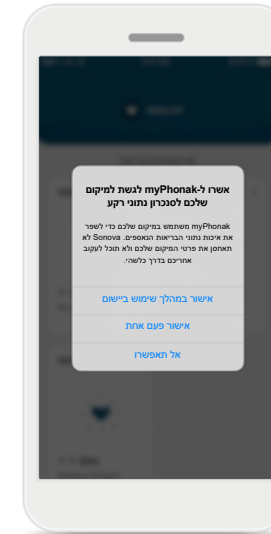 אשרו ל-myPhonak לגשת למיקום
שלכם לסנכרון נתוני רקע
myPhonak משתמש במיקום שלכם כדי לשפר
את איכות נתוני הבריאות הנאספים. Sonova לא
תאחסן את פרטי המיקום שלכם ולא תוכל לעקוב
אחריכם בדרך כלשהי.
אישור במהלך שימוש ביישום
אישור פעם אחת
אל תאפשרו